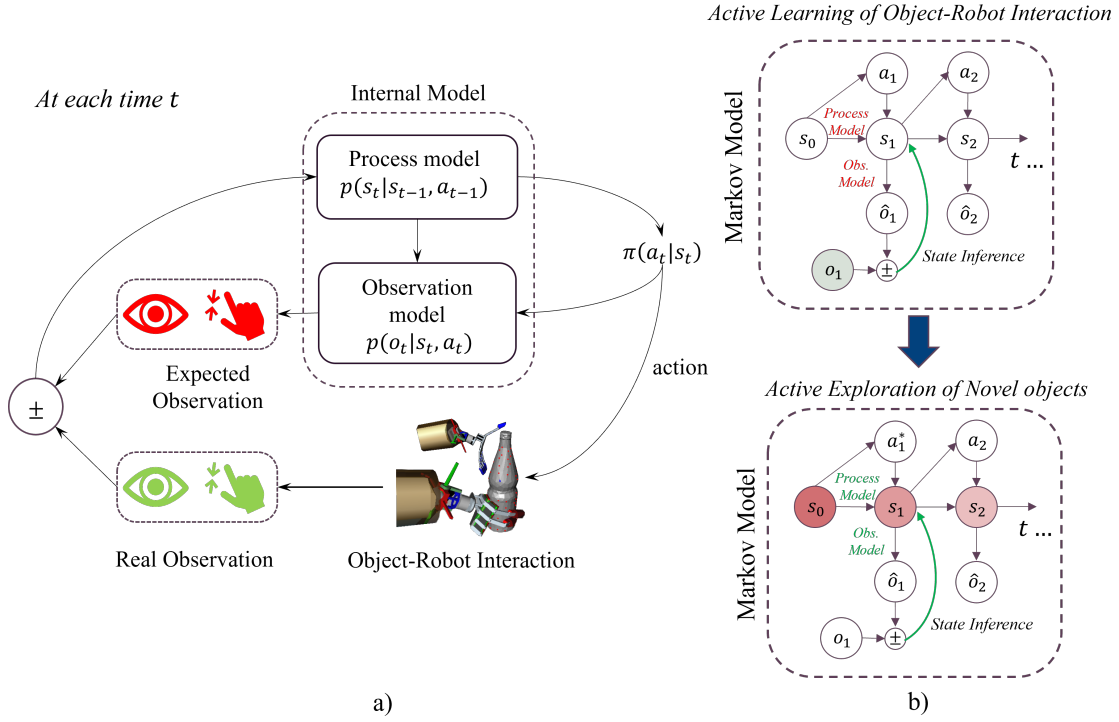 At each time t
Internal Model
Process model
p(s_t|s_{t−1}, a_{t−1})
π(a_t|s_t)
Observation
model
p(o_t|s_t, a_t)
Expected
Observation
±
action
Real Observation
Object-Robot Interaction
a)
Active Learning of Object-Robot Interaction
Markov Model
a_1
a_2
Process
Model
s_0
s_1
s_2
t ...
Obs.
Model
ô_1
ô_2
State Inference
o_1
±
Active Exploration of Novel objects
Markov Model
a_1^*
a_2
Process
Model
s_0
s_1
s_2
t ...
Obs.
Model
ô_1
ô_2
State Inference
o_1
±
b)